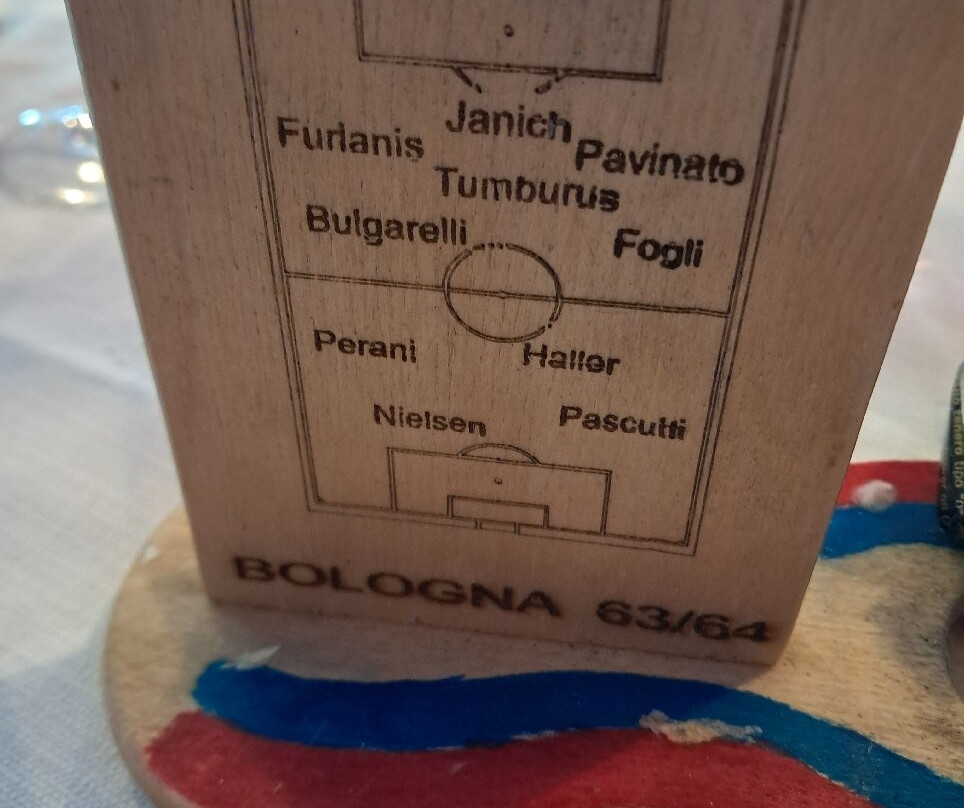 Janich
Furlanis Pavinato
Tumburus
Bulgarelli Fogli
Perani Haller
Nielsen Pascutti
BOLOGNA 63/64